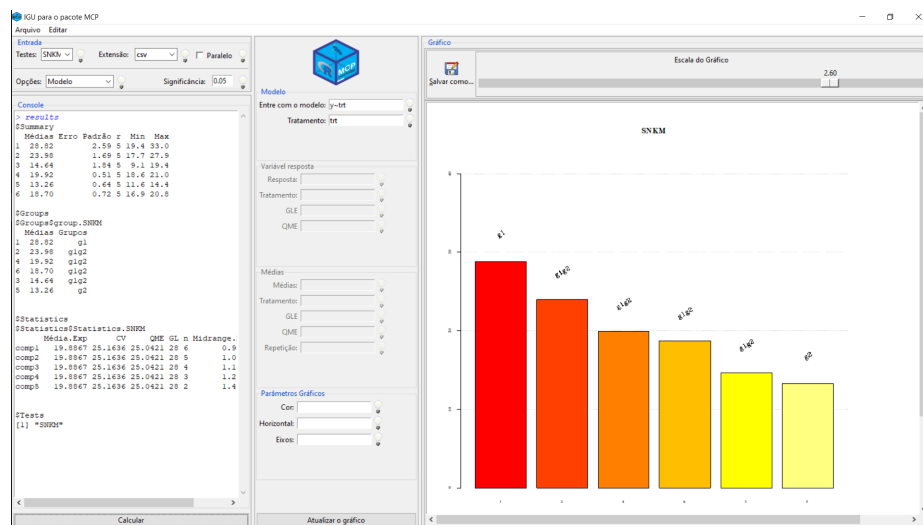 IGU para o pacote MCP
Arquivo Editar
Entrada
Testes: SNKM Extensão: csv Paralelo
Opções: Modelo Significância: 0.05
Console
> results
$Summary
Médias Erro Padrão r Min Max
1 28.82 2.59 5 19.4 33.0
2 23.98 1.69 5 17.7 27.9
3 14.64 1.84 5 9.1 19.4
4 19.92 0.51 5 18.6 21.0
5 13.26 0.64 5 11.6 14.4
6 18.70 0.72 5 16.9 20.8
$Groups
$Groups$group.SNKM
Médias Grupos
1 28.82 g1
2 23.98 g1g2
4 19.92 g1g2
6 18.70 g1g2
3 14.64 g1g2
5 13.26 g2
$Statistics
$Statistics$Statistics.SNKM
Média.Exp CV QME GL n Midrange.
comp1 19.8867 25.1636 25.0421 28 6 0.9
comp2 19.8867 25.1636 25.0421 28 5 1.0
comp3 19.8867 25.1636 25.0421 28 4 1.1
comp4 19.8867 25.1636 25.0421 28 3 1.2
comp5 19.8867 25.1636 25.0421 28 2 1.4
$Tests
[1] "SNKM"
Calcular
MCP
Modelo
Entre com o modelo: y~trt
Tratamento: trt
Variável resposta
Resposta:
Tratamento:
GLE
QME
Médias
Médias:
Tratamento:
GLE
QME
Repetição:
Parâmetros Gráficos
Cor:
Horizontal:
Eixos:
Atualizar o gráfico
Gráfico
Salvar como...
Escala do Gráfico
2.60
SNKM
g1
g1g2
g1g2
g1g2
g1g2
g2